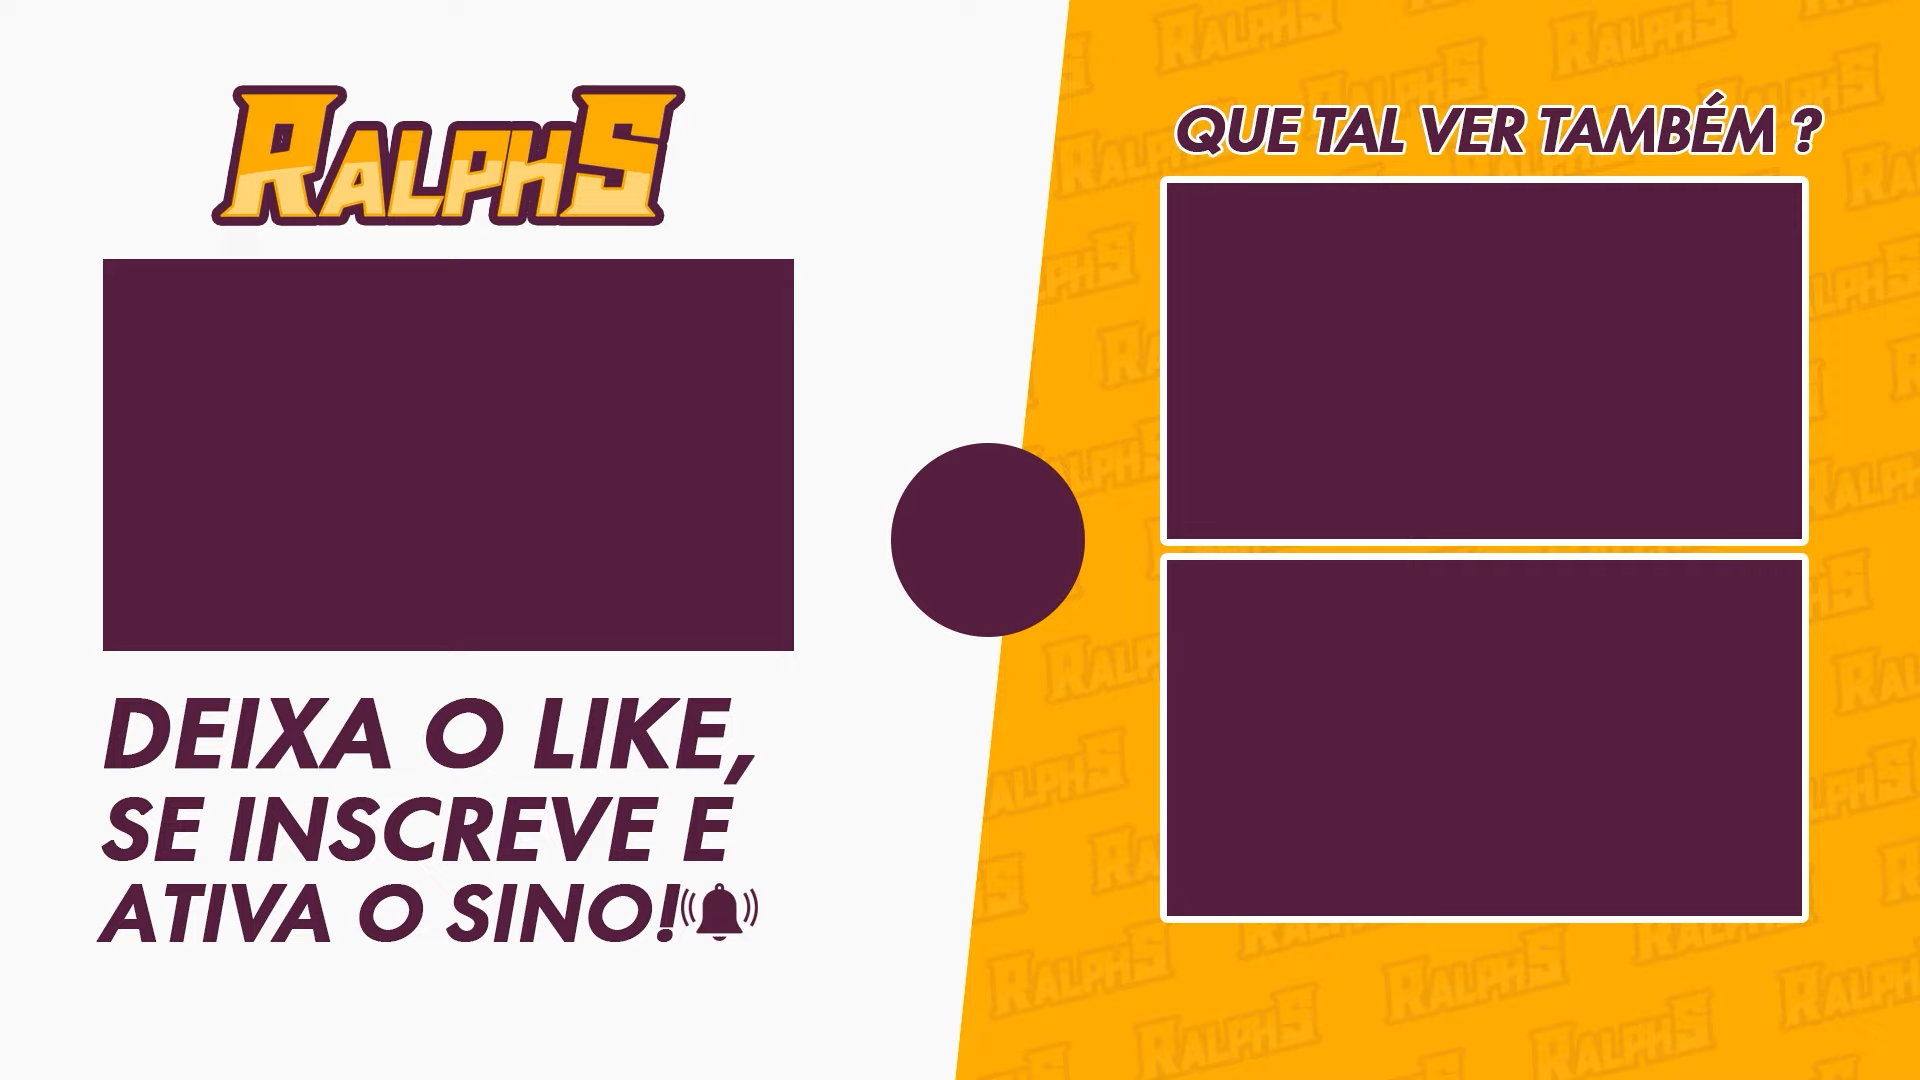 RALPHS
DEIXA O LIKE,
SE INSCREVE E
ATIVA O SINO!
QUE TAL VER TAMBÉM ?